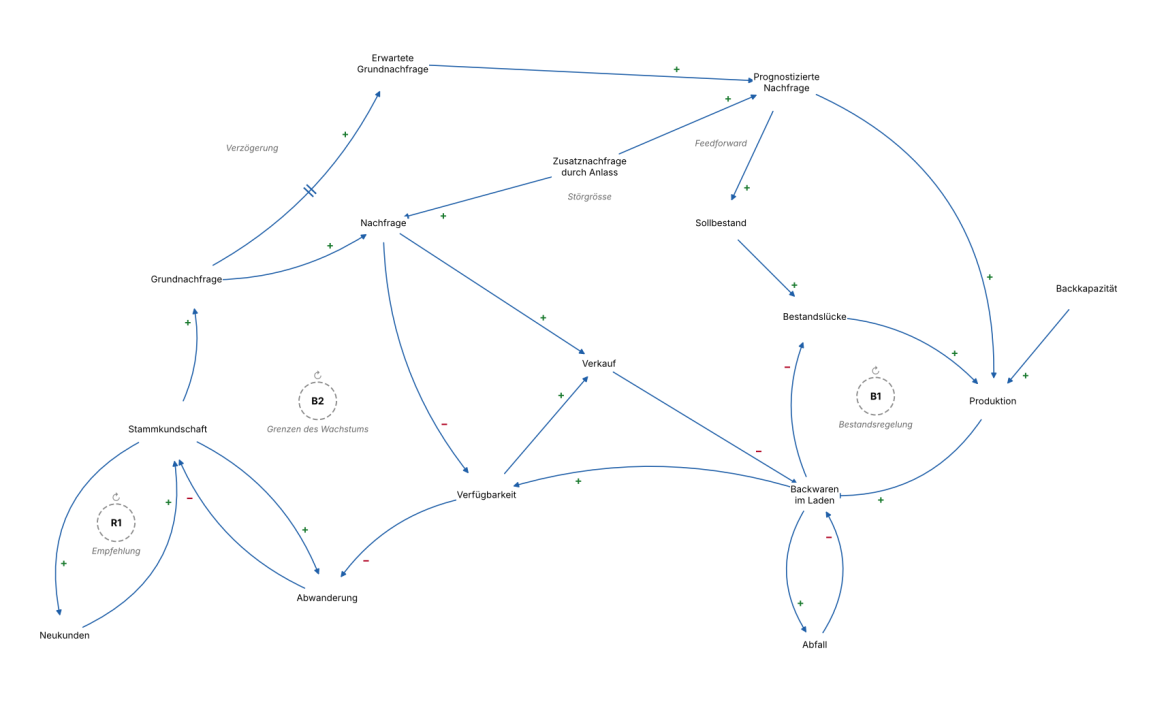 Erwartete
Grundnachfrage
+
Prognostizierte
Nachfrage
+
+
Verzögerung
Feedforward
Zusatznachfrage
durch Anlass
+
Störgrösse
+
Nachfrage
Sollbestand
+
Grundnachfrage
+
+
Backkapazität
+
Bestandslücke
+
+
Verkauf
−
+
+
B1
Produktion
+
B2
Bestandsregelung
Grenzen des Wachstums
−
Stammkundschaft
−
+
Verfügbarkeit
Backwaren
im Laden
+
−
+
R1
+
−
Empfehlung
−
+
Abwanderung
+
Neukunden
Abfall